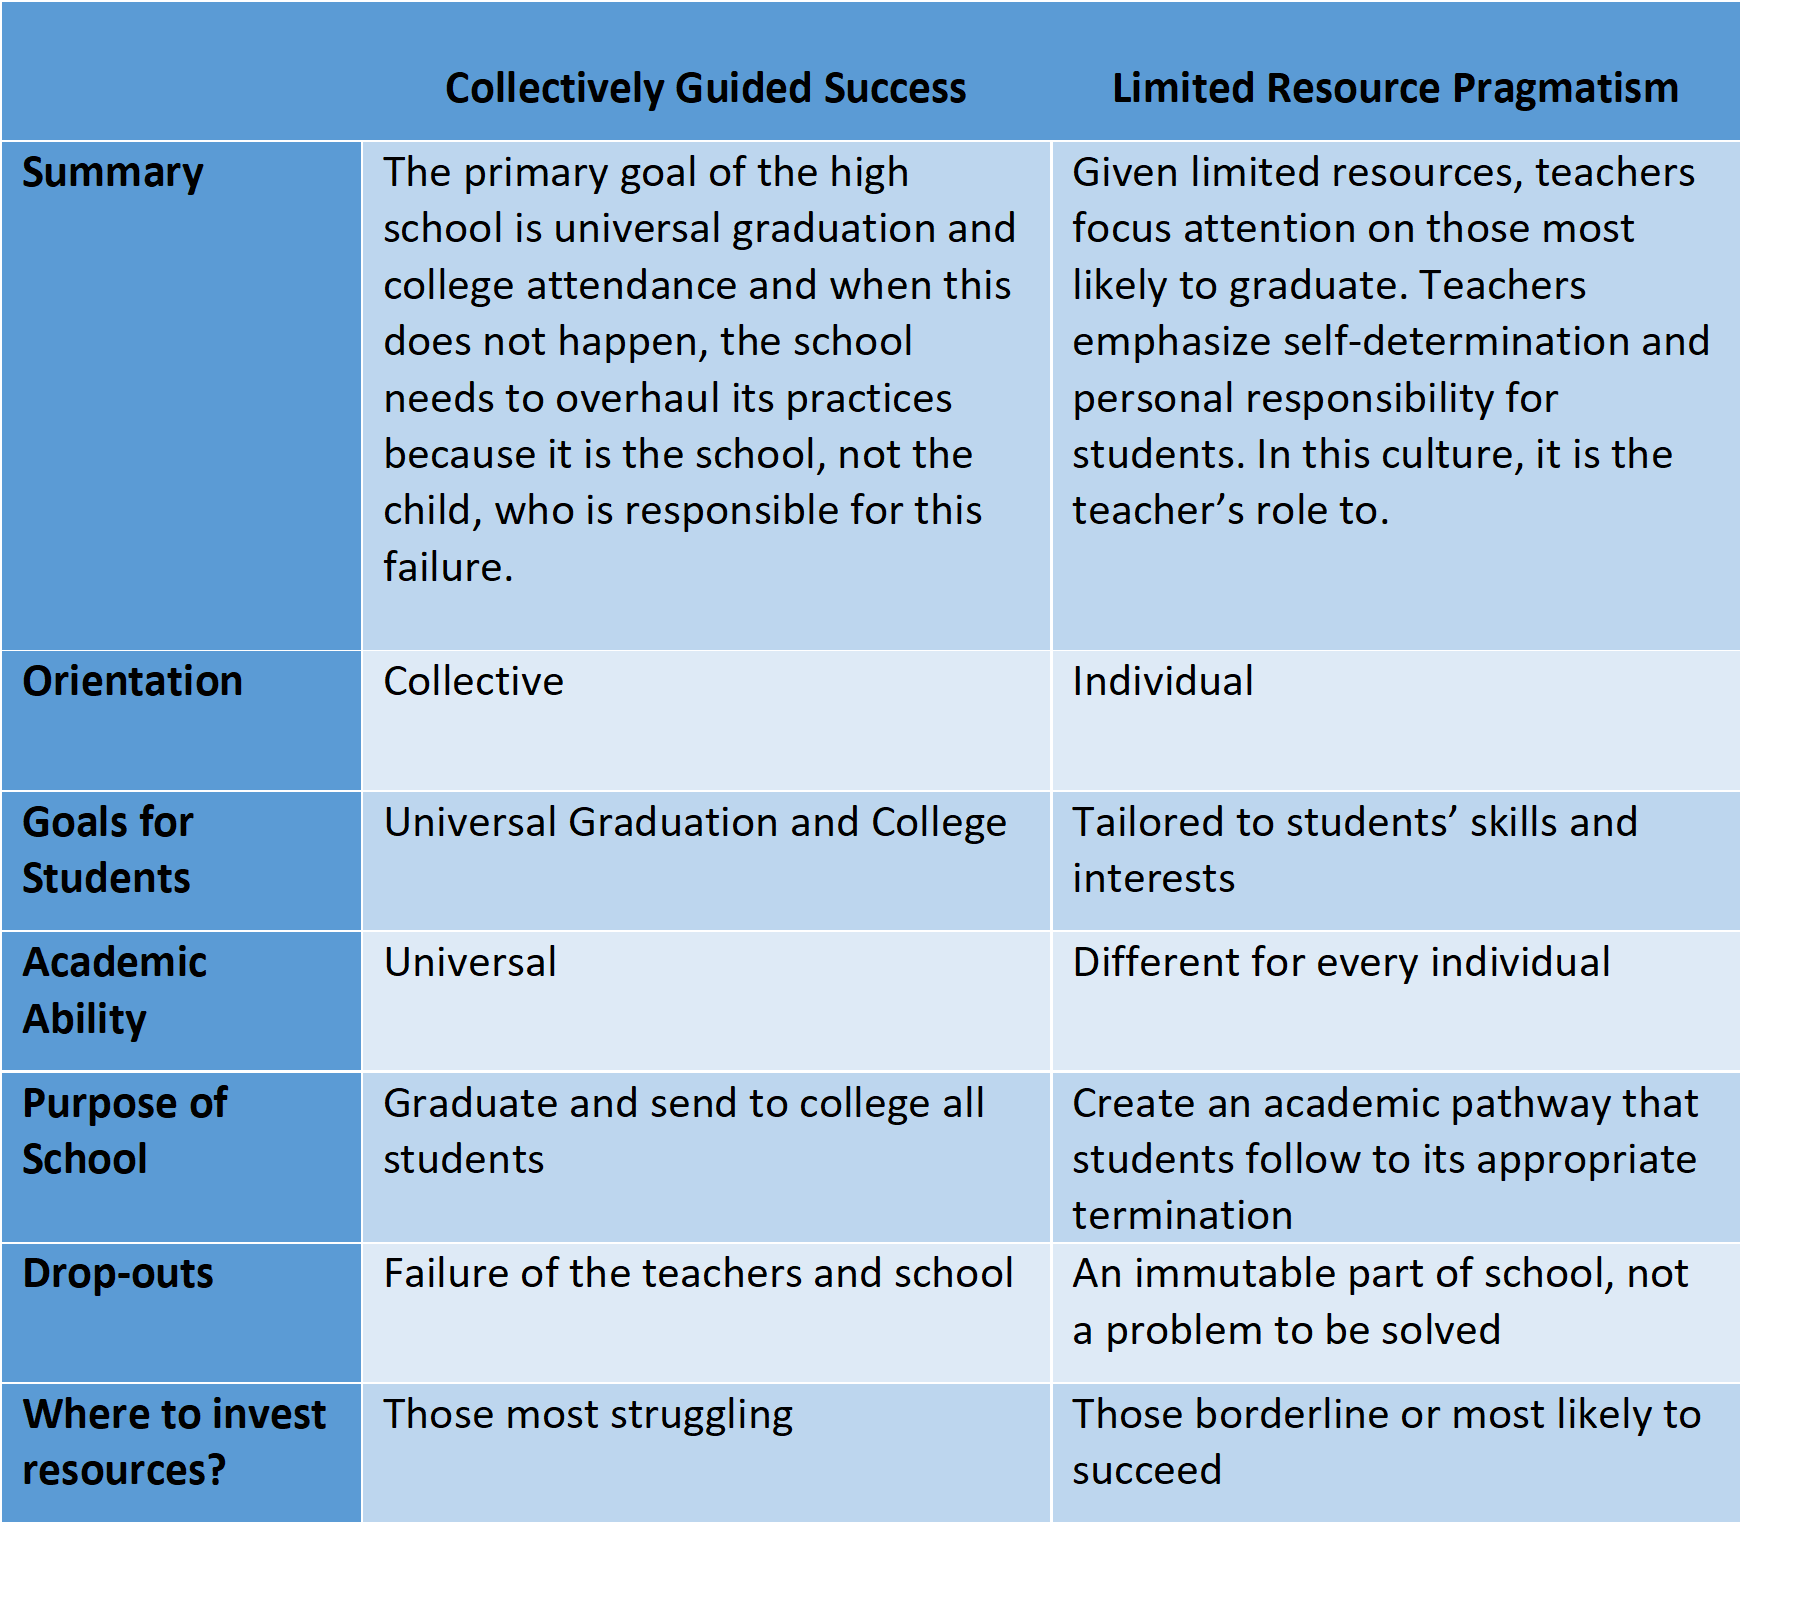 Collectively Guided Success
Limited Resource Pragmatism
Summary
The primary goal of the high
school is universal graduation and
college attendance and when this
does not happen, the school
needs to overhaul its practices
because it is the school, not the
child, who is responsible for this
failure.
Given limited resources, teachers
focus attention on those most
likely to graduate. Teachers
emphasize self-determination and
personal responsibility for
students. In this culture, it is the
teacher’s role to.
Orientation
Collective
Individual
Goals for
Students
Universal Graduation and College
Tailored to students’ skills and
interests
Academic
Ability
Universal
Different for every individual
Purpose of
School
Graduate and send to college all
students
Create an academic pathway that
students follow to its appropriate
termination
Drop-outs
Failure of the teachers and school
An immutable part of school, not
a problem to be solved
Where to invest
resources?
Those most struggling
Those borderline or most likely to
succeed